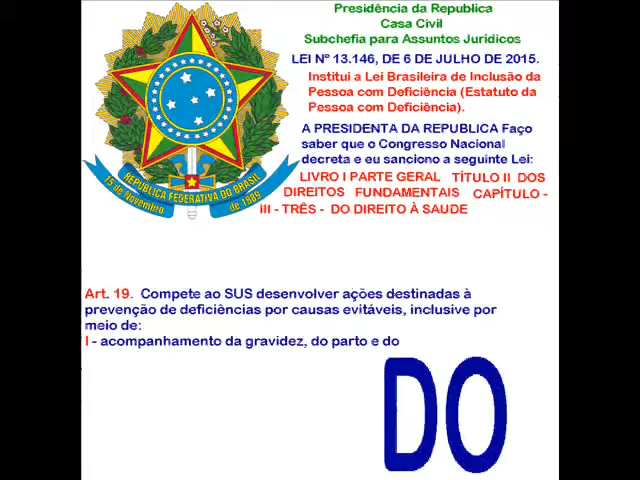 Presidência da Republica
Casa Civil
Subchefia para Assuntos Jurídicos
LEI Nº 13.146, DE 6 DE JULHO DE 2015.
Institui a Lei Brasileira de Inclusão da
Pessoa com Deficiência (Estatuto da
Pessoa com Deficiência).
A PRESIDENTA DA REPUBLICA Faço
saber que o Congresso Nacional
decreta e eu sanciono a seguinte Lei:
LIVRO I PARTE GERAL TÍTULO II DOS
DIREITOS FUNDAMENTAIS CAPÍTULO -
III - TRÊS - DO DIREITO À SAUDE
REPUBLICA FEDERATIVA DO BRASIL
15 de Novembro
de 1889
Art. 19. Compete ao SUS desenvolver ações destinadas à
prevenção de deficiências por causas evitáveis, inclusive por
meio de:
I - acompanhamento da gravidez, do parto e do
DO